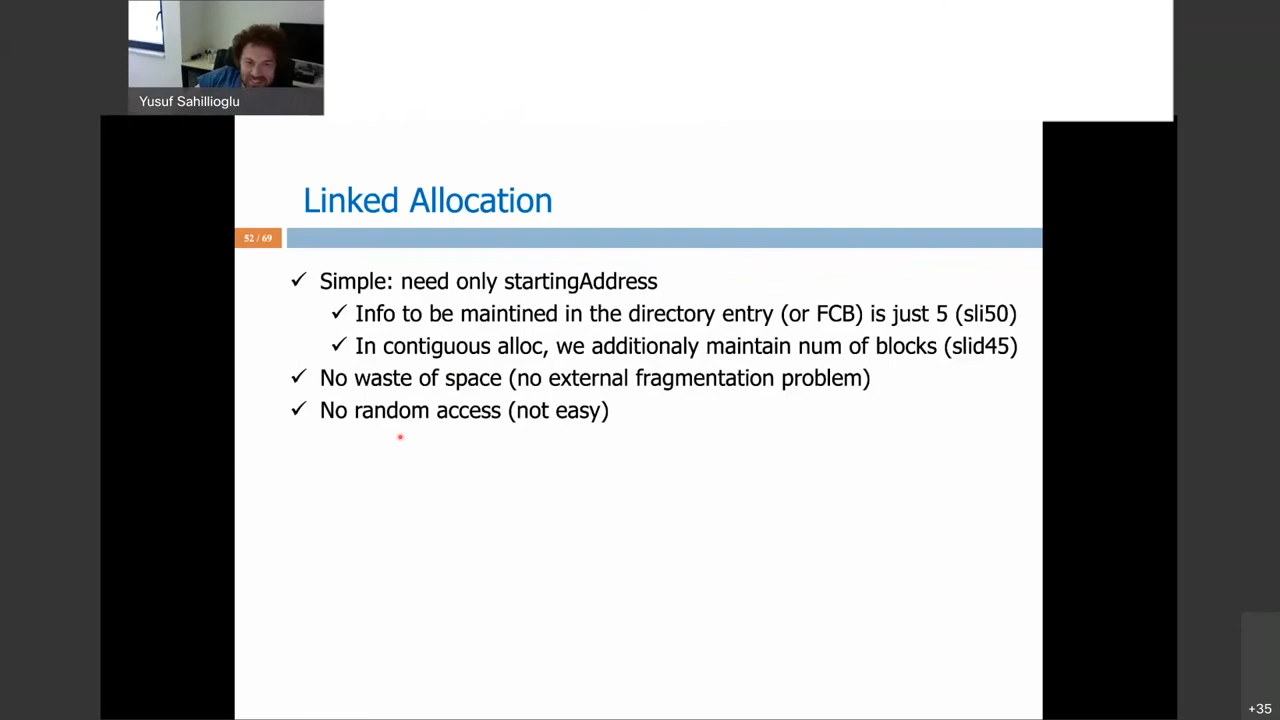 Yusuf Sahillioglu
Linked Allocation
52 / 69
✓ Simple: need only startingAddress
✓ Info to be maintined in the directory entry (or FCB) is just 5 (sli50)
✓ In contiguous alloc, we additionaly maintain num of blocks (slid45)
✓ No waste of space (no external fragmentation problem)
✓ No random access (not easy)
+35